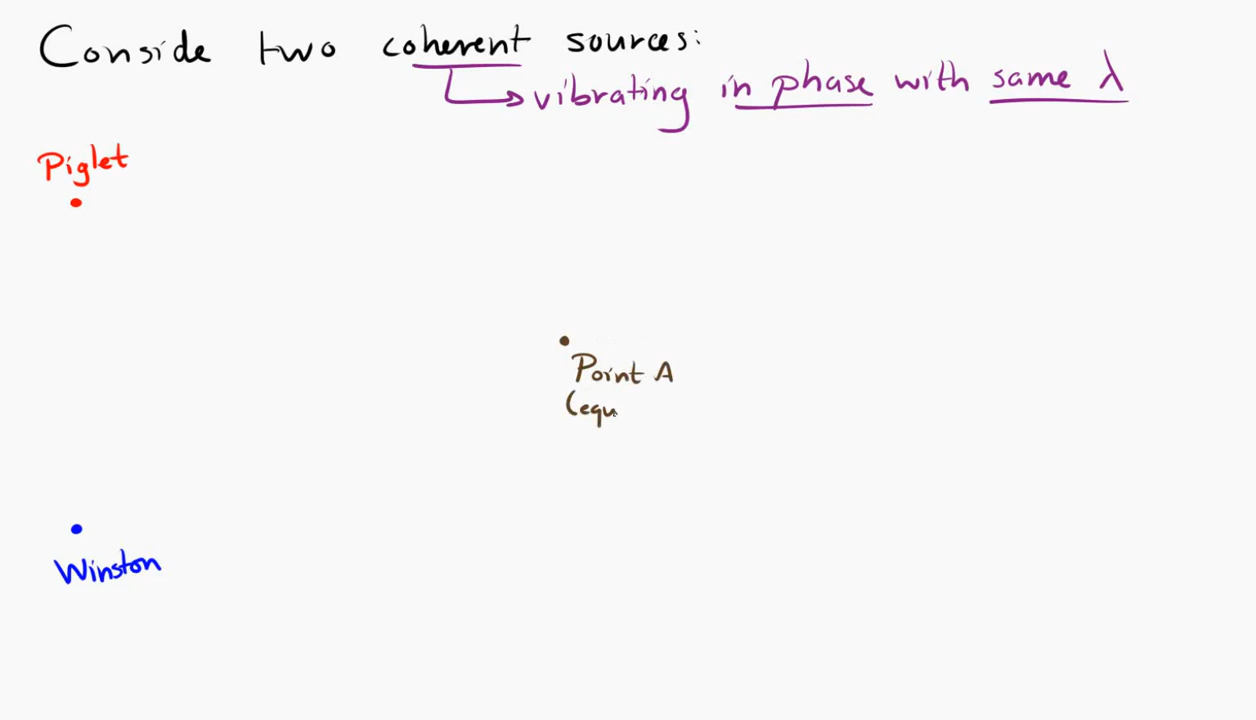 Conside two coherent sources:
vibrating in phase with same λ
Piglet
Point A
(equ
Winston